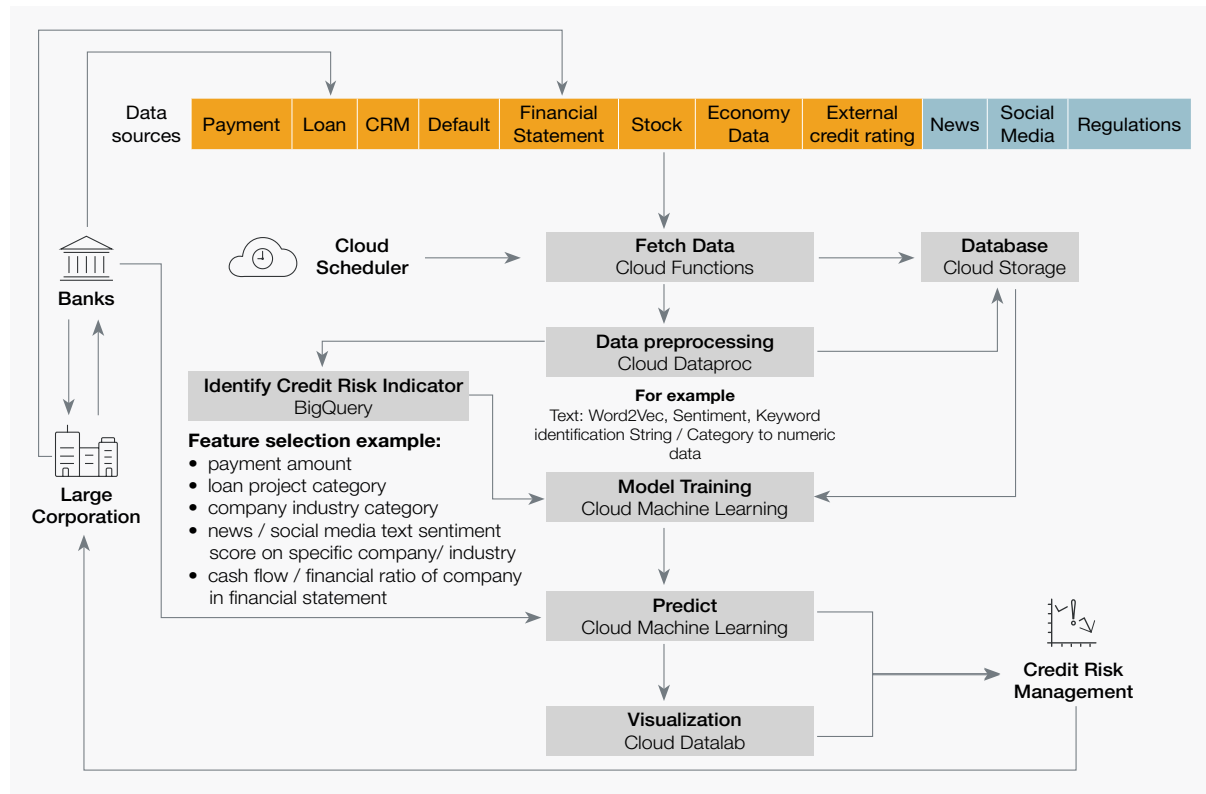 Data
sources
Payment
Loan
CRM
Default
Financial
Statement
Stock
Economy
Data
External
credit rating
News
Social
Media
Regulations
Cloud
Scheduler
Fetch Data
Cloud Functions
Database
Cloud Storage
Banks
Data preprocessing
Cloud Dataproc
Identify Credit Risk Indicator
BigQuery
For example
Text: Word2Vec, Sentiment, Keyword
identification String / Category to numeric
data
Feature selection example:
• payment amount
• loan project category
• company industry category
• news / social media text sentiment
score on specific company/ industry
• cash flow / financial ratio of company
in financial statement
Large
Corporation
Model Training
Cloud Machine Learning
Predict
Cloud Machine Learning
Credit Risk
Management
Visualization
Cloud Datalab